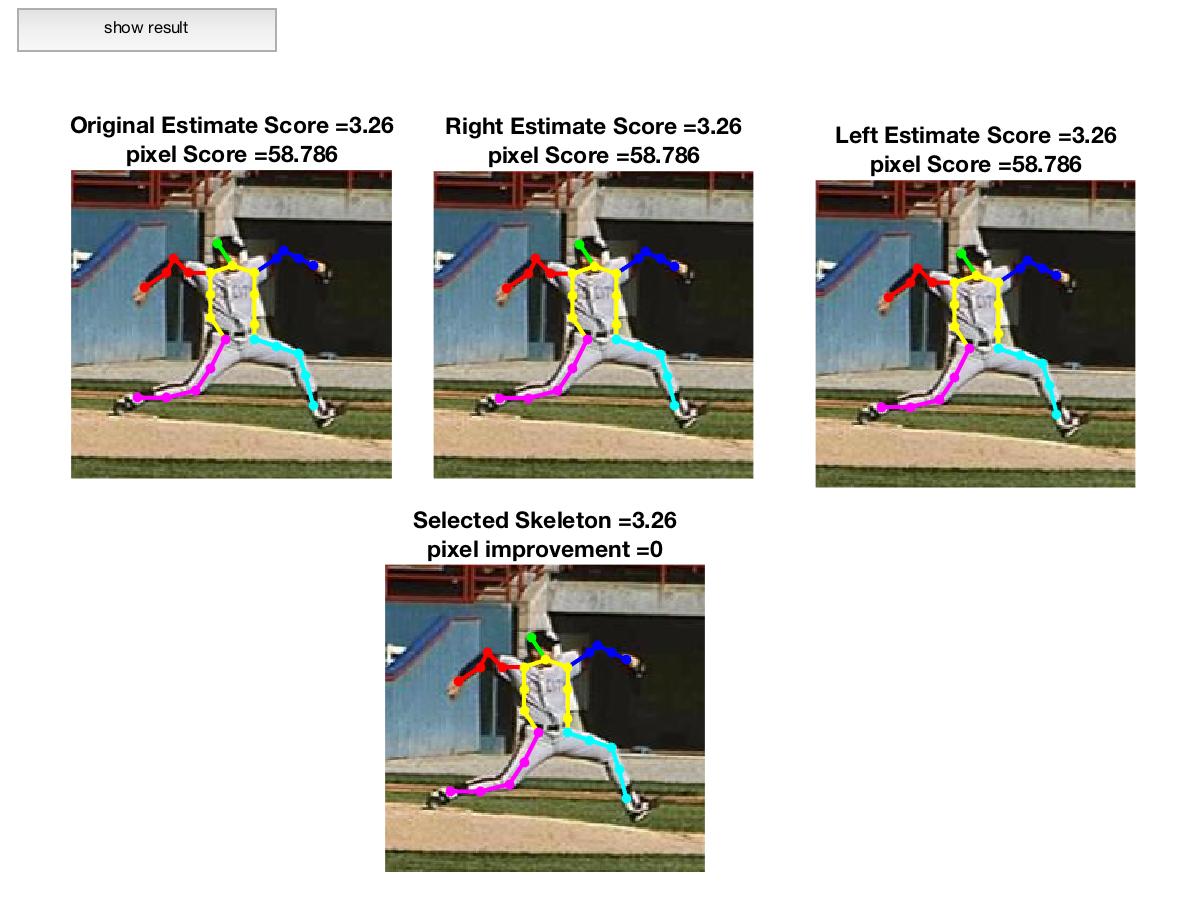 show result
Original Estimate Score =3.26
pixel Score =58.786
Right Estimate Score =3.26
pixel Score =58.786
Left Estimate Score =3.26
pixel Score =58.786
Selected Skeleton =3.26
pixel improvement =0